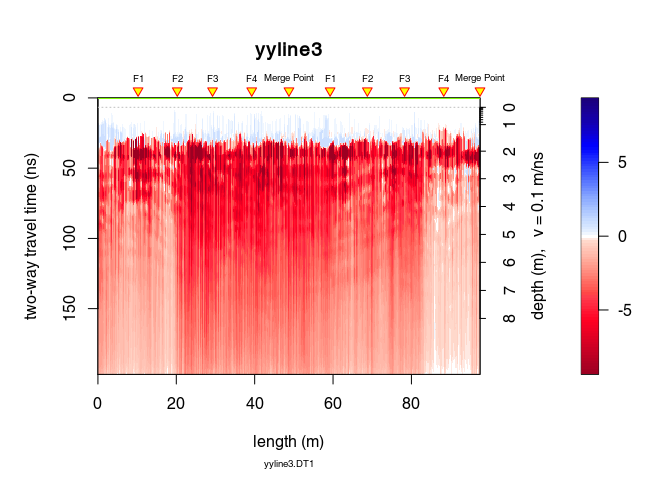 yyline3
F1 F2 F3 F4 Merge Point F1 F2 F3 F4 Merge Point
0
50
100
150
two-way travel time (ns)
0
1
2
3
4
5
6
7
8
depth (m), v = 0.1 m/ns
5
0
-5
0 20 40 60 80
length (m)
yyline3.DT1